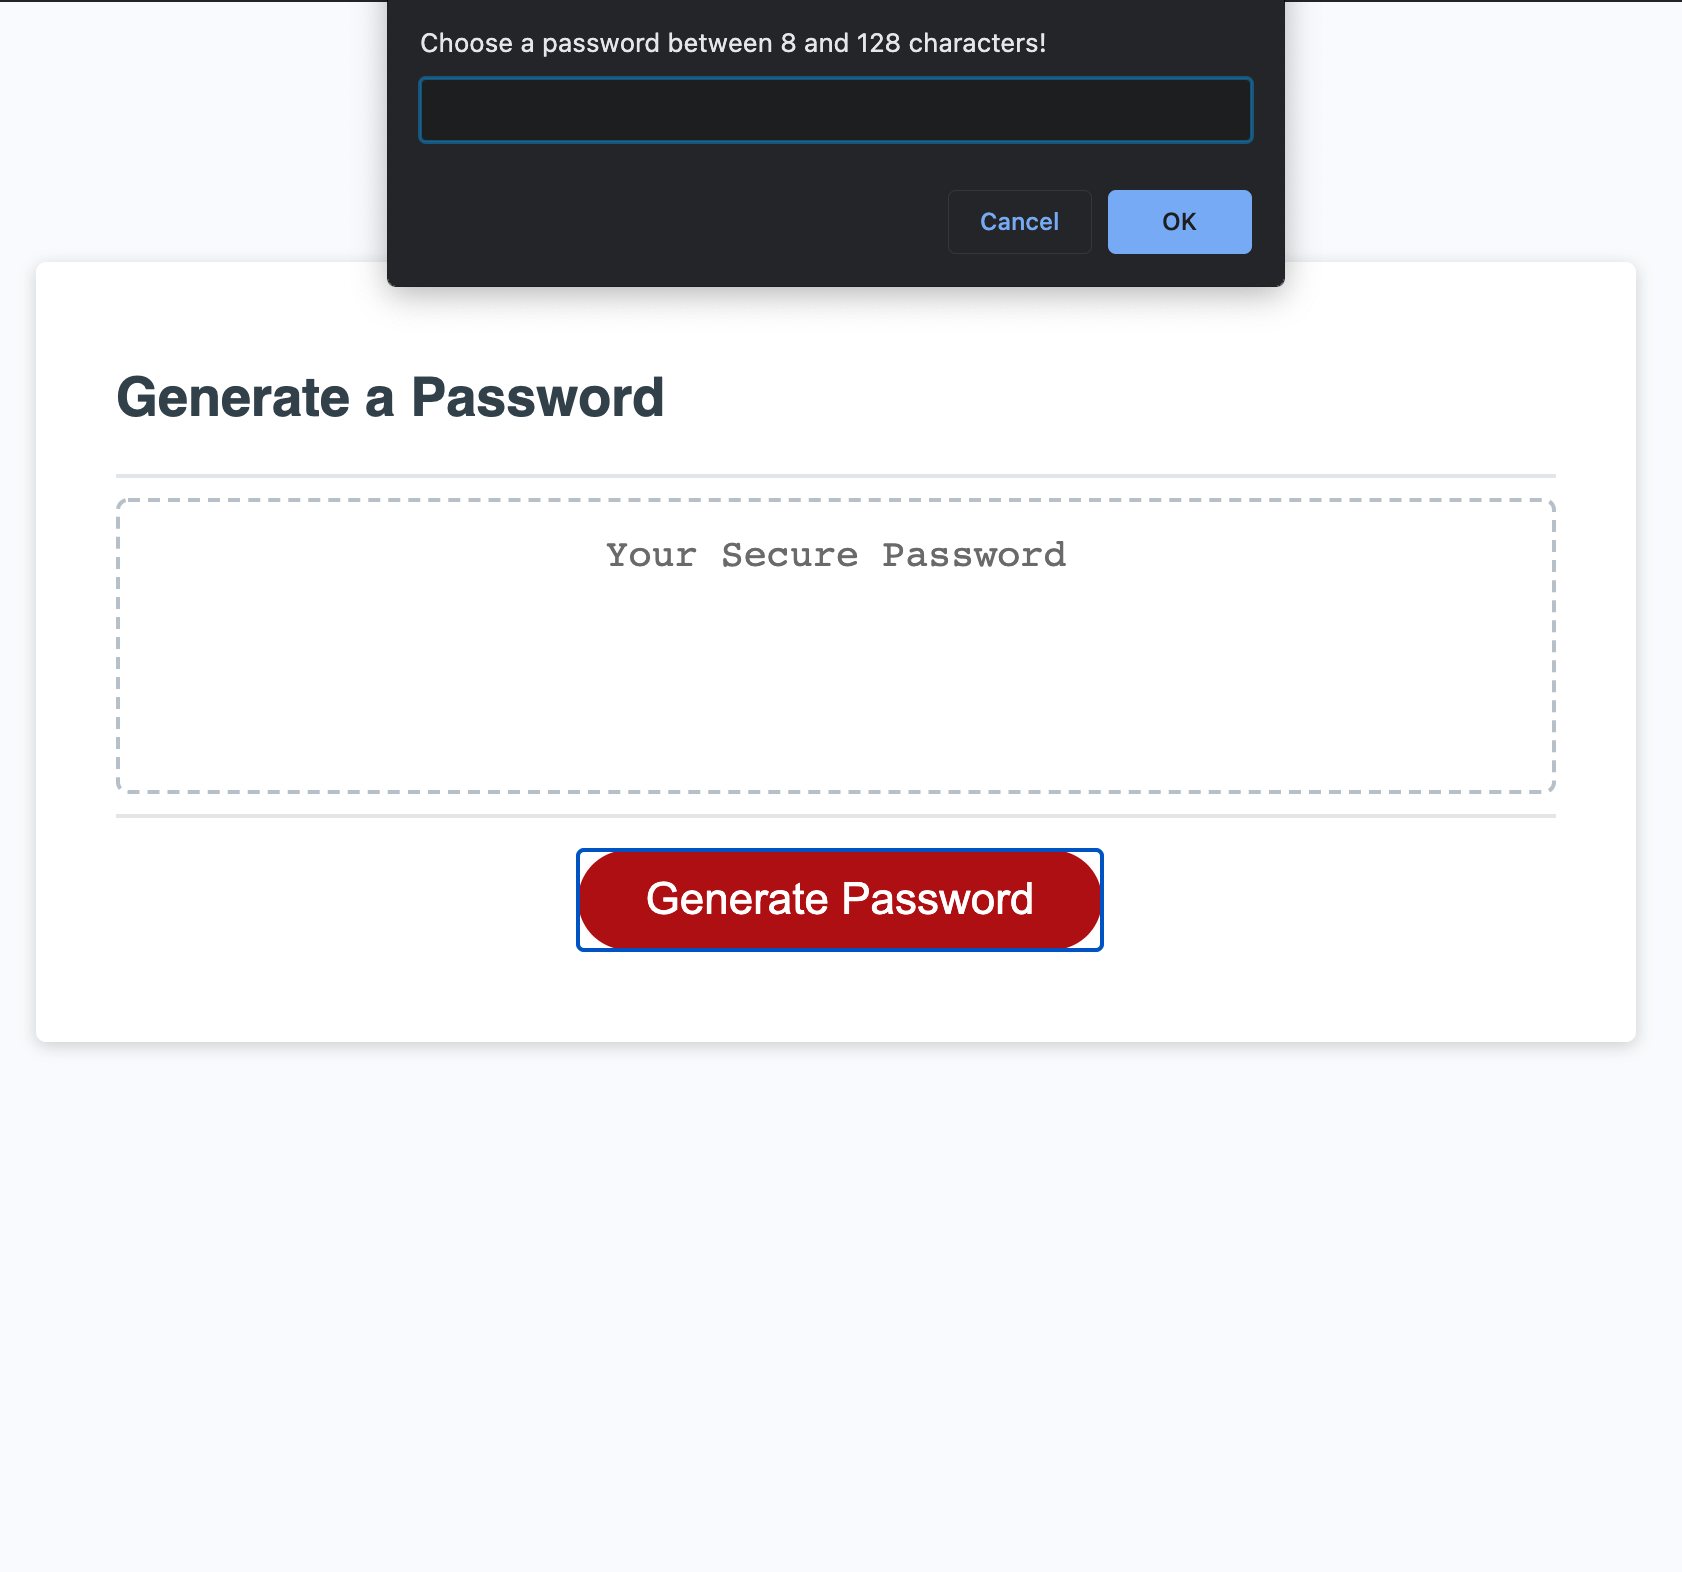 Choose a password between 8 and 128 characters!
Cancel OK
Generate a Password
Your Secure Password
Generate Password